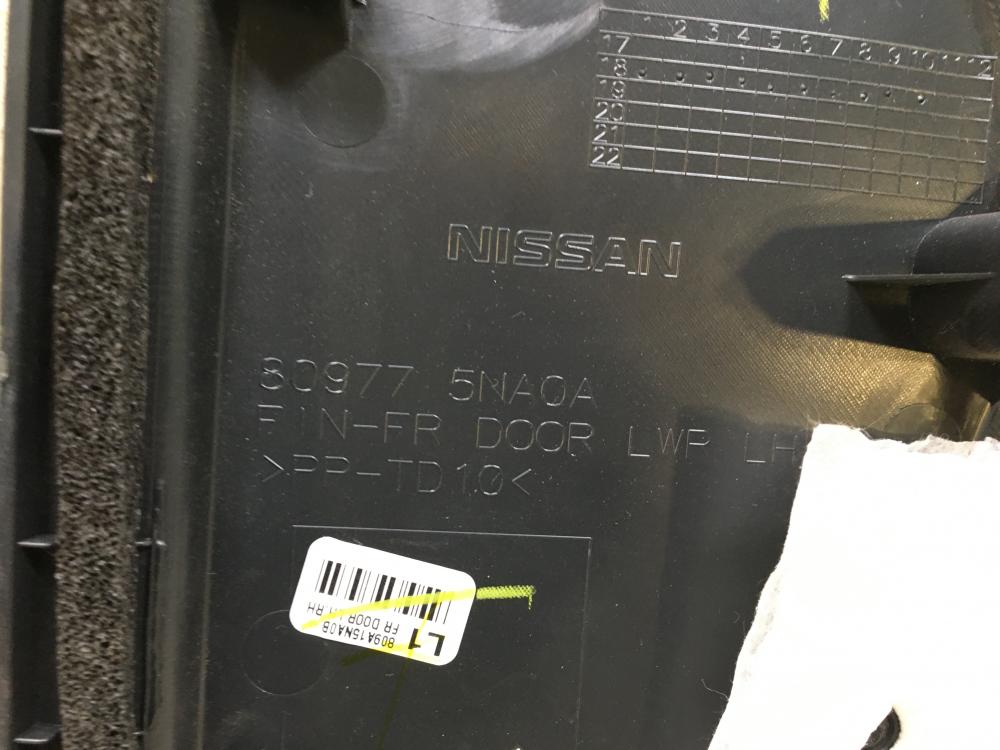 1 2 3 4 5 6 7 8 9 10 11 12
17
18
19
20
21
22
NISSAN
80977 5NA0A
FIN-FR DOOR LWR LH
>PP-TD10<
L1
809A15NA0B
FR DOOR RH